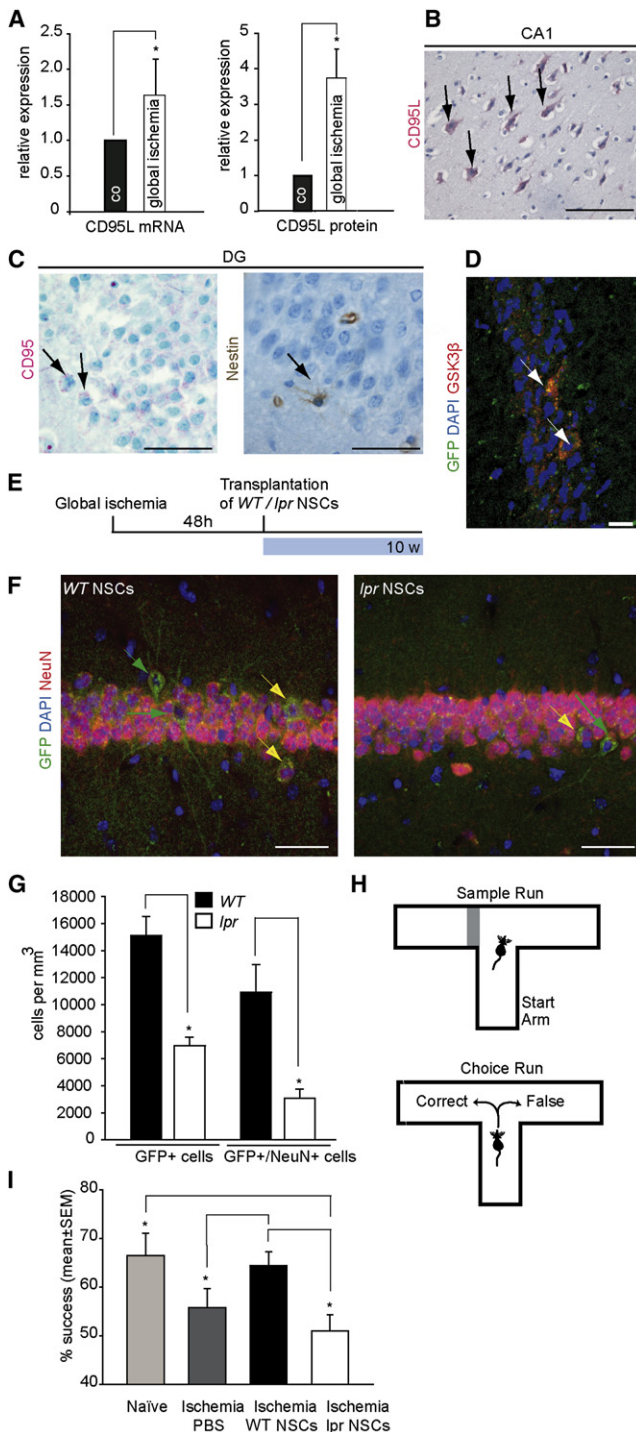 A
relative expression
2.5
2.0
1.5
1.0
0.5
0
*
co
global ischemia
CD95L mRNA
relative expression
5
4
3
2
1
0
*
co
global ischemia
CD95L protein
B
CA1
CD95L
C
DG
CD95
Nestin
D
GFP DAPI GSK3β
E
Global ischemia
48h
Transplantation
of WT / lpr NSCs
10 w
F
GFP DAPI NeuN
WT NSCs
lpr NSCs
G
cells per mm3
18000
16000
14000
12000
10000
8000
6000
4000
2000
0
WT
lpr
*
*
GFP+ cells
GFP+/NeuN+ cells
H
Sample Run
Start
Arm
Choice Run
Correct
False
I
% success (mean±SEM)
80
70
60
50
40
*
*
*
Naïve
Ischemia
PBS
Ischemia
WT NSCs
Ischemia
lpr NSCs